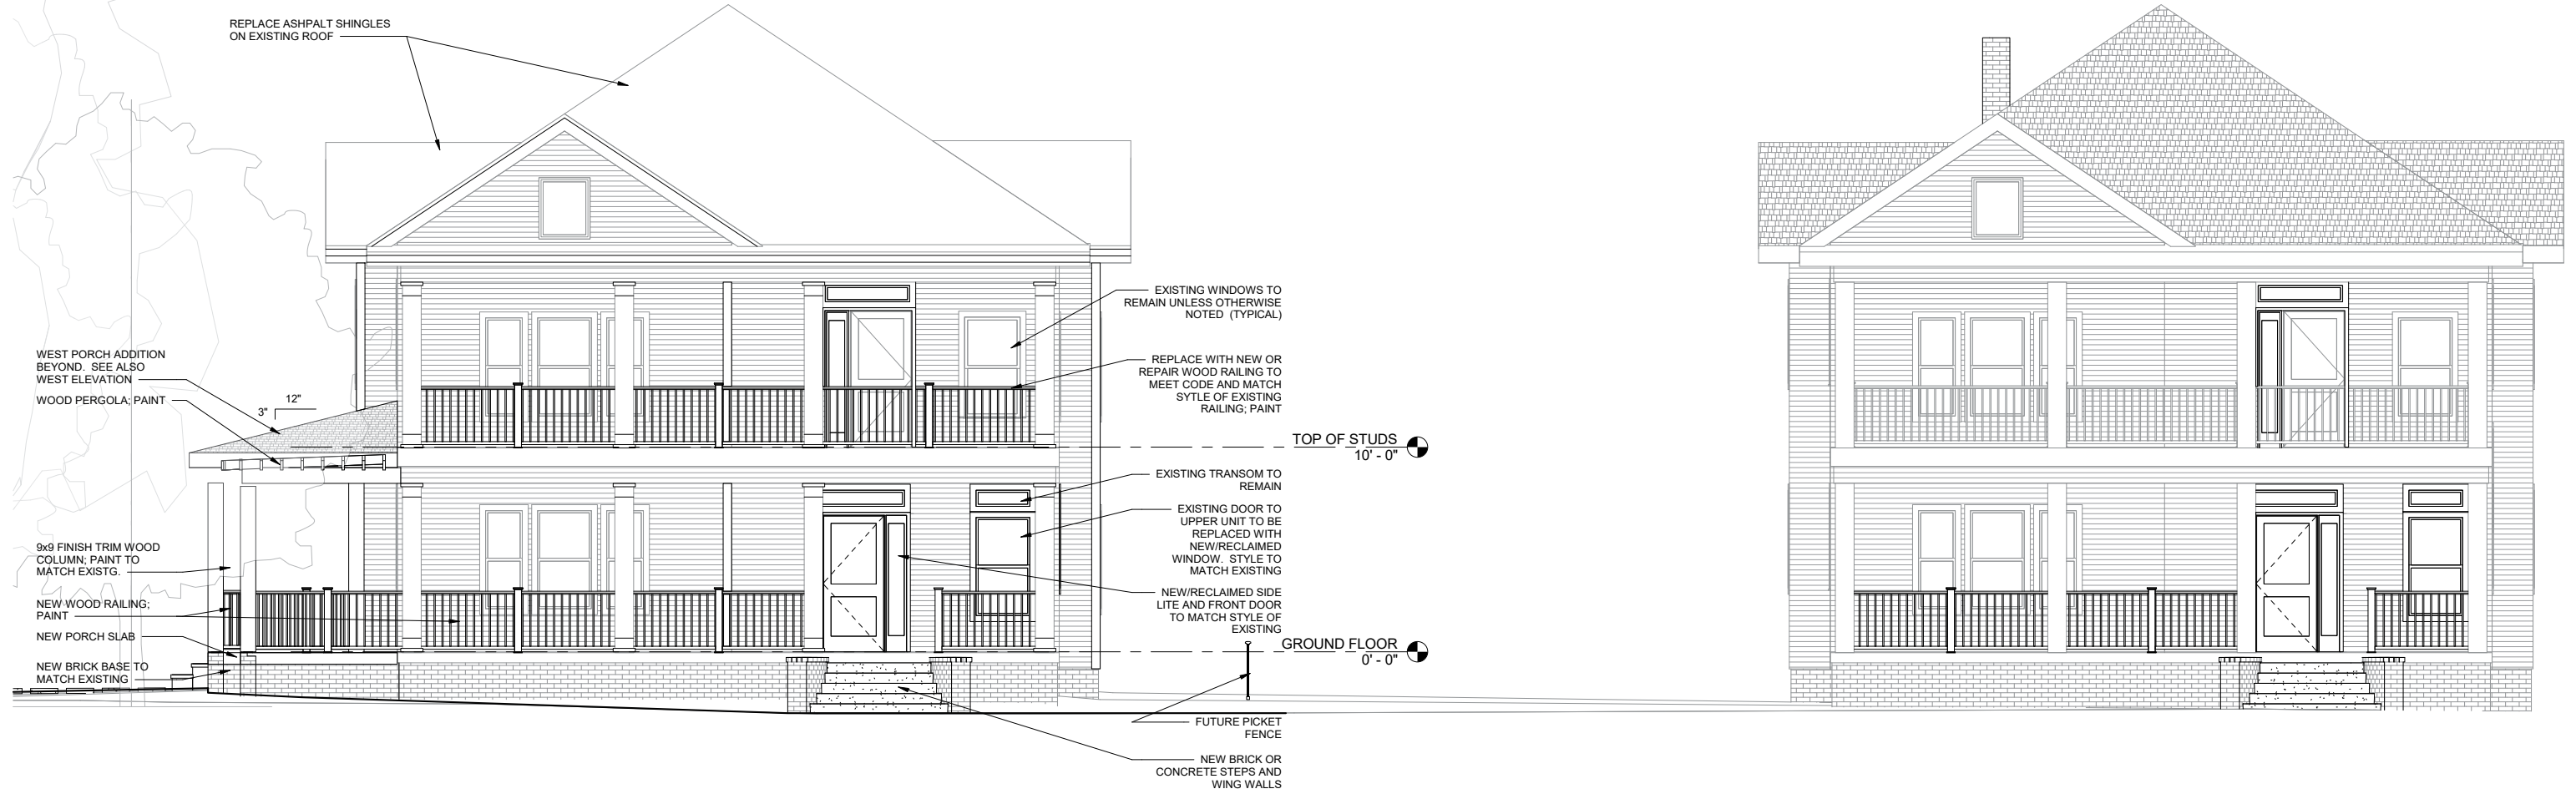 REPLACE ASHPALT SHINGLES
ON EXISTING ROOF
WEST PORCH ADDITION
BEYOND. SEE ALSO
WEST ELEVATION
12"
3"
WOOD PERGOLA; PAINT
9x9 FINISH TRIM WOOD
COLUMN; PAINT TO
MATCH EXISTG.
NEW WOOD RAILING;
PAINT
NEW PORCH SLAB
NEW BRICK BASE TO
MATCH EXISTING
EXISTING WINDOWS TO
REMAIN UNLESS OTHERWISE
NOTED (TYPICAL)
REPLACE WITH NEW OR
REPAIR WOOD RAILING TO
MEET CODE AND MATCH
SYTLE OF EXISTING
RAILING; PAINT
TOP OF STUDS
10' - 0"
EXISTING TRANSOM TO
REMAIN
EXISTING DOOR TO
UPPER UNIT TO BE
REPLACED WITH
NEW/RECLAIMED
WINDOW. STYLE TO
MATCH EXISTING
NEW/RECLAIMED SIDE
LITE AND FRONT DOOR
TO MATCH STYLE OF
EXISTING
GROUND FLOOR
0' - 0"
FUTURE PICKET
FENCE
NEW BRICK OR
CONCRETE STEPS AND
WING WALLS